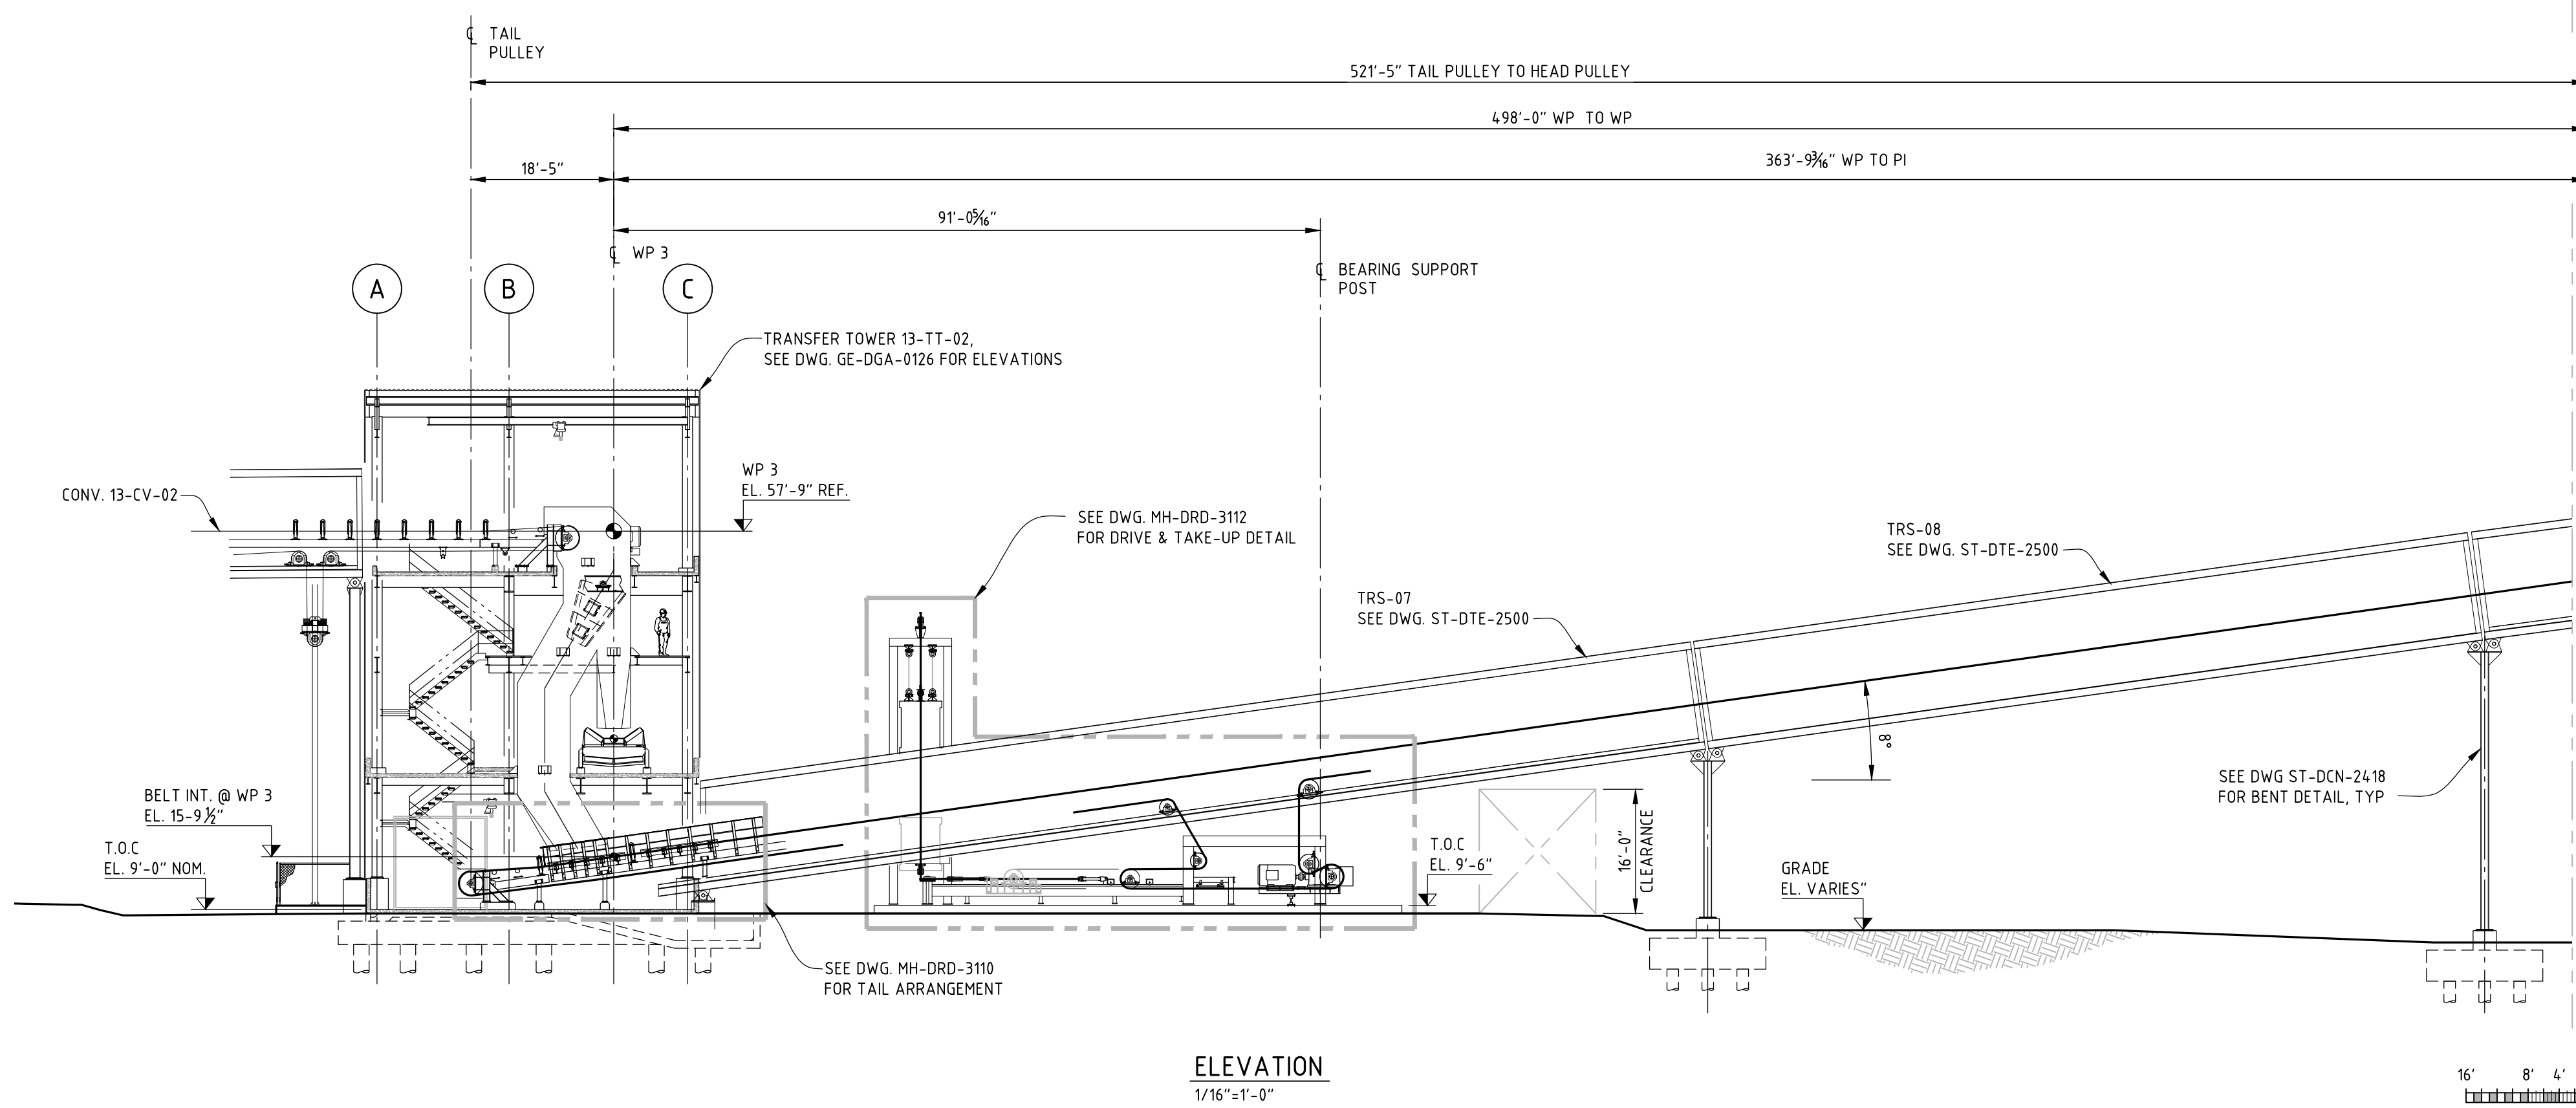 ℄ TAIL
PULLEY
521'-5" TAIL PULLEY TO HEAD PULLEY
498'-0" WP TO WP
363'-9 3/16" WP TO PI
18'-5"
91'-0 5/16"
℄ WP 3
℄ BEARING SUPPORT
POST
A
B
C
TRANSFER TOWER 13-TT-02,
SEE DWG. GE-DGA-0126 FOR ELEVATIONS
WP 3
EL. 57'-9" REF.
CONV. 13-CV-02
SEE DWG. MH-DRD-3112
FOR DRIVE & TAKE-UP DETAIL
TRS-08
SEE DWG. ST-DTE-2500
TRS-07
SEE DWG. ST-DTE-2500
8°
SEE DWG ST-DCN-2418
FOR BENT DETAIL, TYP
BELT INT. @ WP 3
EL. 15-9 1/2"
T.O.C
EL. 9'-0" NOM.
T.O.C
EL. 9'-6"
16'-0"
CLEARANCE
GRADE
EL. VARIES"
SEE DWG. MH-DRD-3110
FOR TAIL ARRANGEMENT
ELEVATION
1/16"=1'-0"
16' 8' 4'